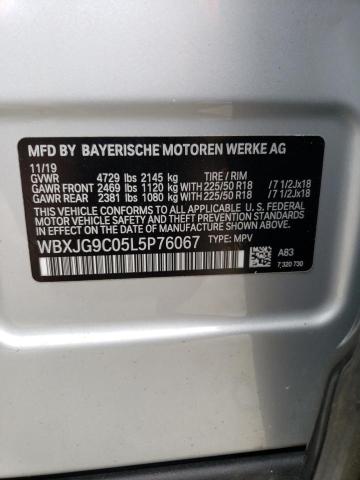 MFD BY BAYERISCHE MOTOREN WERKE AG
11/19
GVWR 4729 lbs 2145 kg TIRE / RIM
GAWR FRONT 2469 lbs 1120 kg WITH 225/50 R18 /7 1/2Jx18
GAWR REAR 2381 lbs 1080 kg WITH 225/50 R18 /7 1/2Jx18
THIS VEHICLE CONFORMS TO ALL APPLICABLE U. S. FEDERAL
MOTOR VEHICLE SAFETY, BUMPER, AND THEFT PREVENTION
STANDARDS IN EFFECT ON THE DATE OF MANUFACTURE SHOWN ABOVE.
WBXJG9C05L5P76067 TYPE: MPV
A83
7 320 730